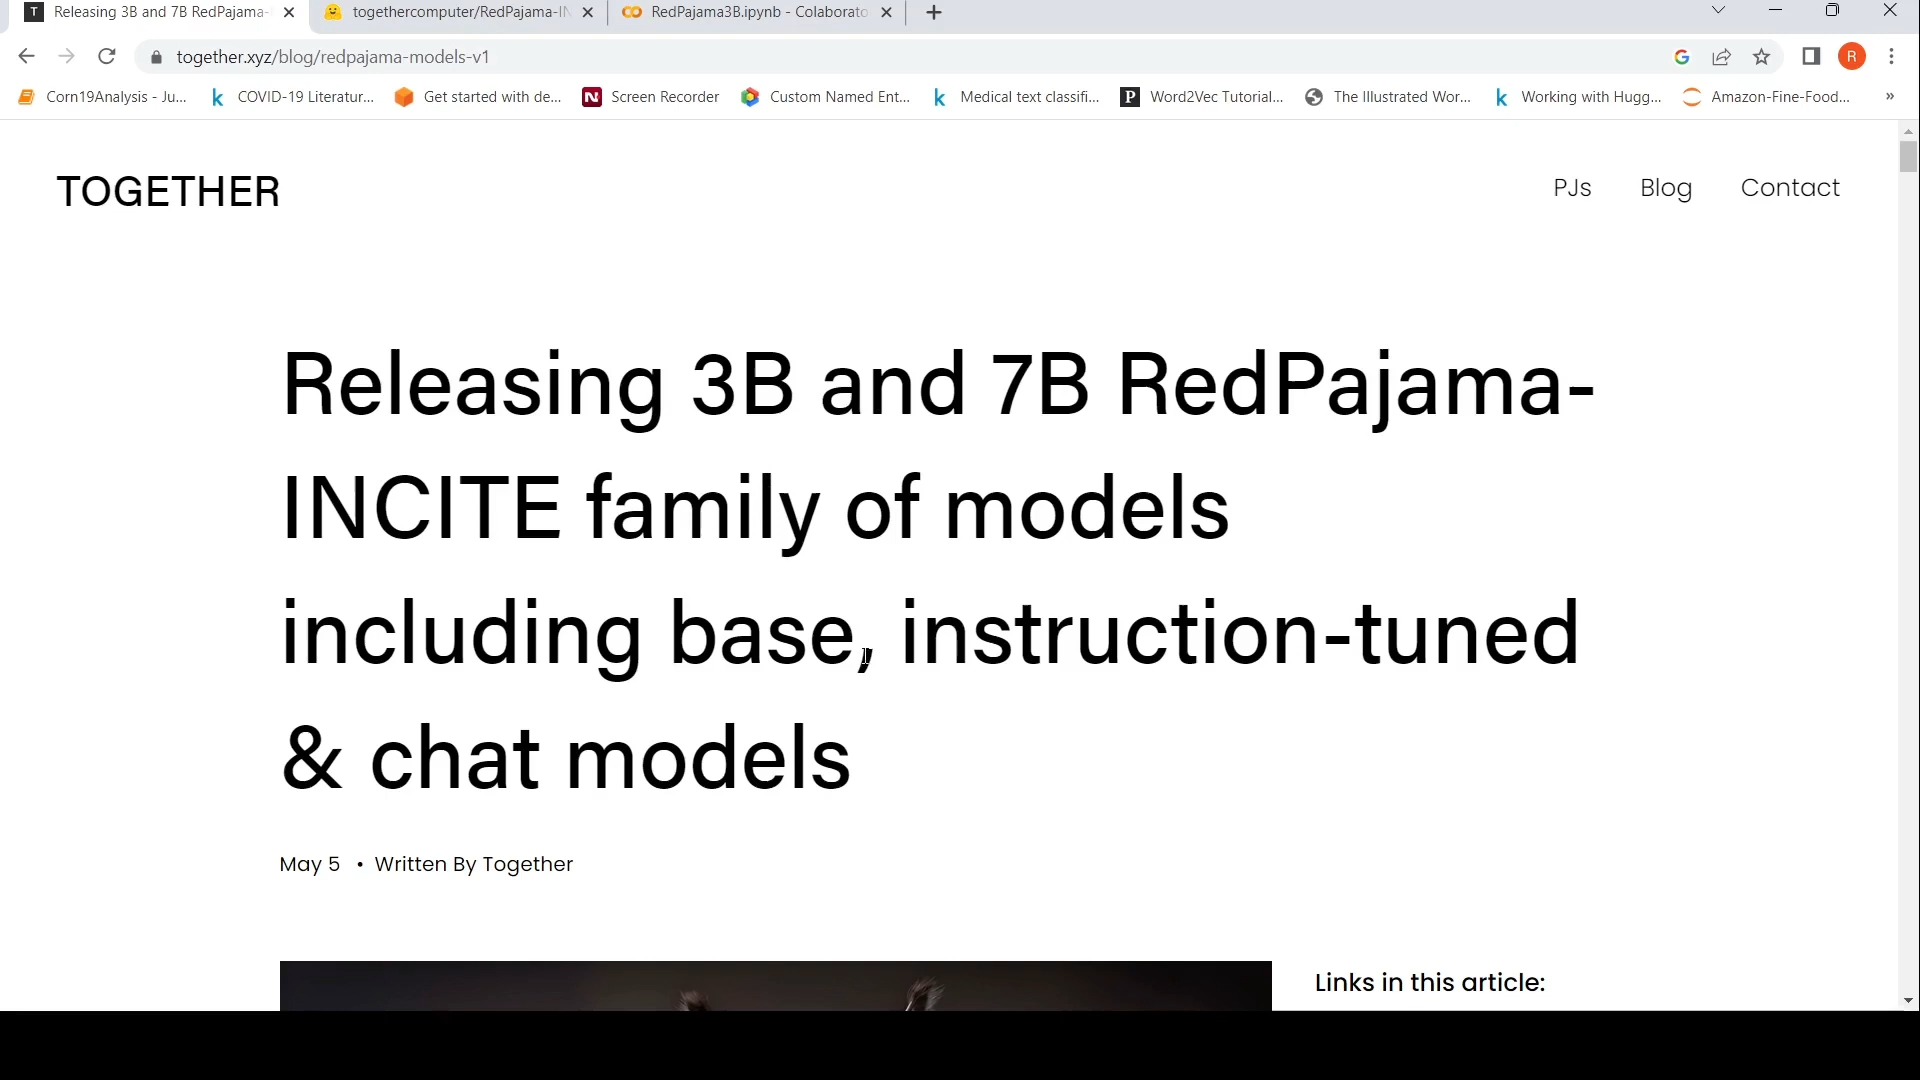 T Releasing 3B and 7B RedPajama- togethercomputer/RedPajama-IN RedPajama3B.ipynb - Colaborato
together.xyz/blog/redpajama-models-v1 R
Corn19Analysis - Ju... COVID-19 Literatur... Get started with de... Screen Recorder Custom Named Ent... Medical text classifi... Word2Vec Tutorial... The Illustrated Wor... Working with Hugg... Amazon-Fine-Food... »
TOGETHER PJs Blog Contact
Releasing 3B and 7B RedPajama-
INCITE family of models
including base, instruction-tuned
& chat models
May 5 • Written By Together
Links in this article: